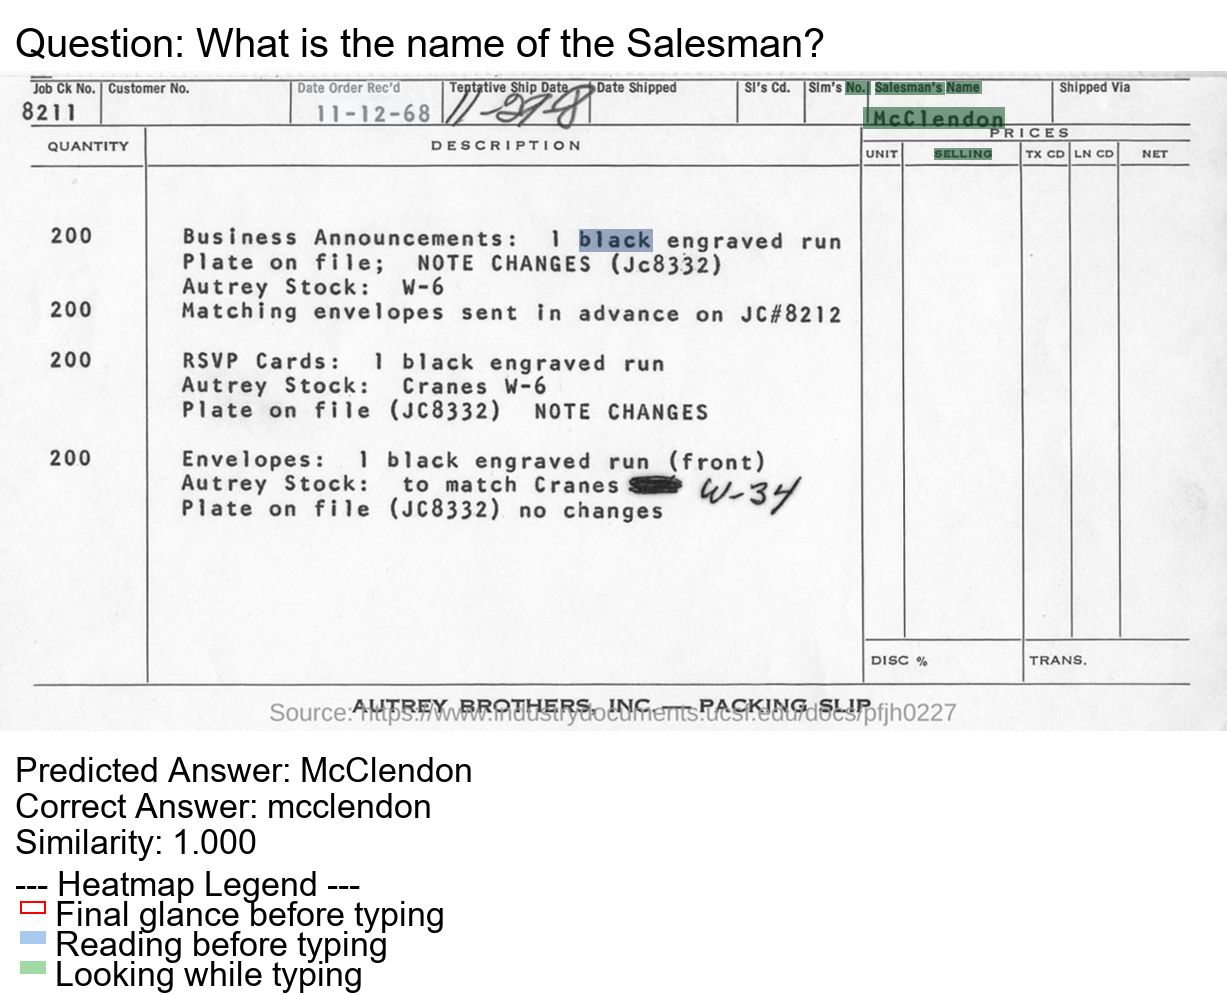 Question: What is the name of the Salesman?
Job Ck No. Customer No. Date Order Rec'd Tentative Ship Date Date Shipped Sl's Cd. Slm's No. Salesman's Name Shipped Via
8211 11-12-68 McClendon
PRICES
QUANTITY DESCRIPTION UNIT SELLING TX CD LN CD NET
200 Business Announcements: 1 black engraved run
Plate on file; NOTE CHANGES (Jc8332)
Autrey Stock: W-6
200 Matching envelopes sent in advance on JC#8212
200 RSVP Cards: 1 black engraved run
Autrey Stock: Cranes W-6
Plate on file (JC8332) NOTE CHANGES
200 Envelopes: 1 black engraved run (front)
Autrey Stock: to match Cranes W-34
Plate on file (JC8332) no changes
DISC % TRANS.
AUTREY BROTHERS, INC. — PACKING SLIP
Source: https://www.industrydocuments.ucsf.edu/docs/pfjh0227
Predicted Answer: McClendon
Correct Answer: mcclendon
Similarity: 1.000
--- Heatmap Legend ---
Final glance before typing
Reading before typing
Looking while typing